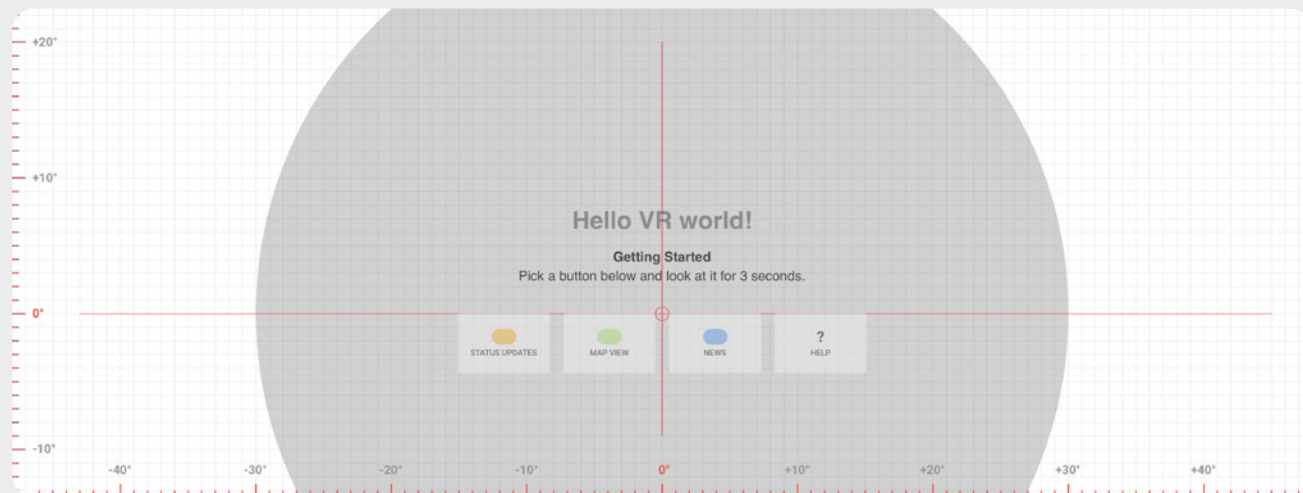 +20°
+10°
Hello VR world!
Getting Started
Pick a button below and look at it for 3 seconds.
0°
STATUS UPDATES
MAP VIEW
NEWS
?
HELP
-10°
-40°
-30°
-20°
-10°
0°
+10°
+20°
+30°
+40°